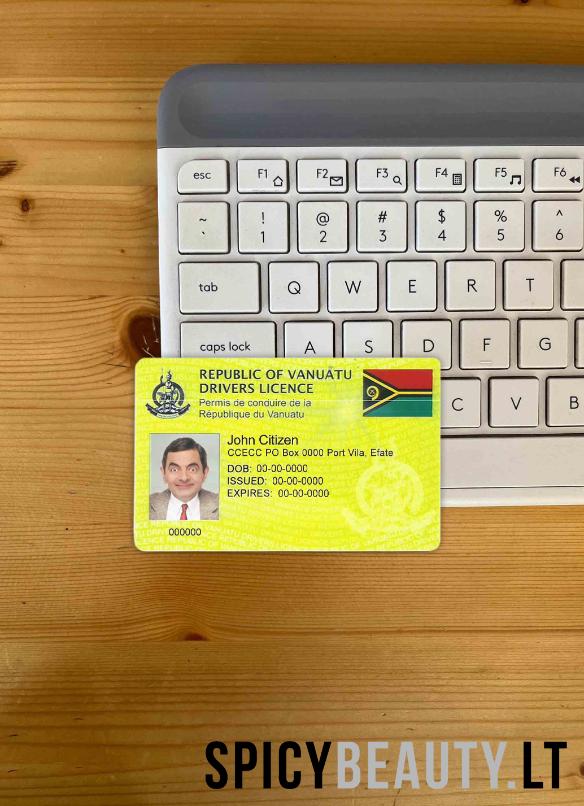 esc F1 F2 F3 F4 F5 F6
~ ! @ # $ % ^
` 1 2 3 4 5 6
tab Q W E R T
caps lock A S D F G
C V B
REPUBLIC OF VANUATU
DRIVERS LICENCE
Permis de conduire de la
République du Vanuatu
John Citizen
CCECC PO Box 0000 Port Vila, Efate
DOB: 00-00-0000
ISSUED: 00-00-0000
EXPIRES: 00-00-0000
000000
SPICYBEAUTY.LT